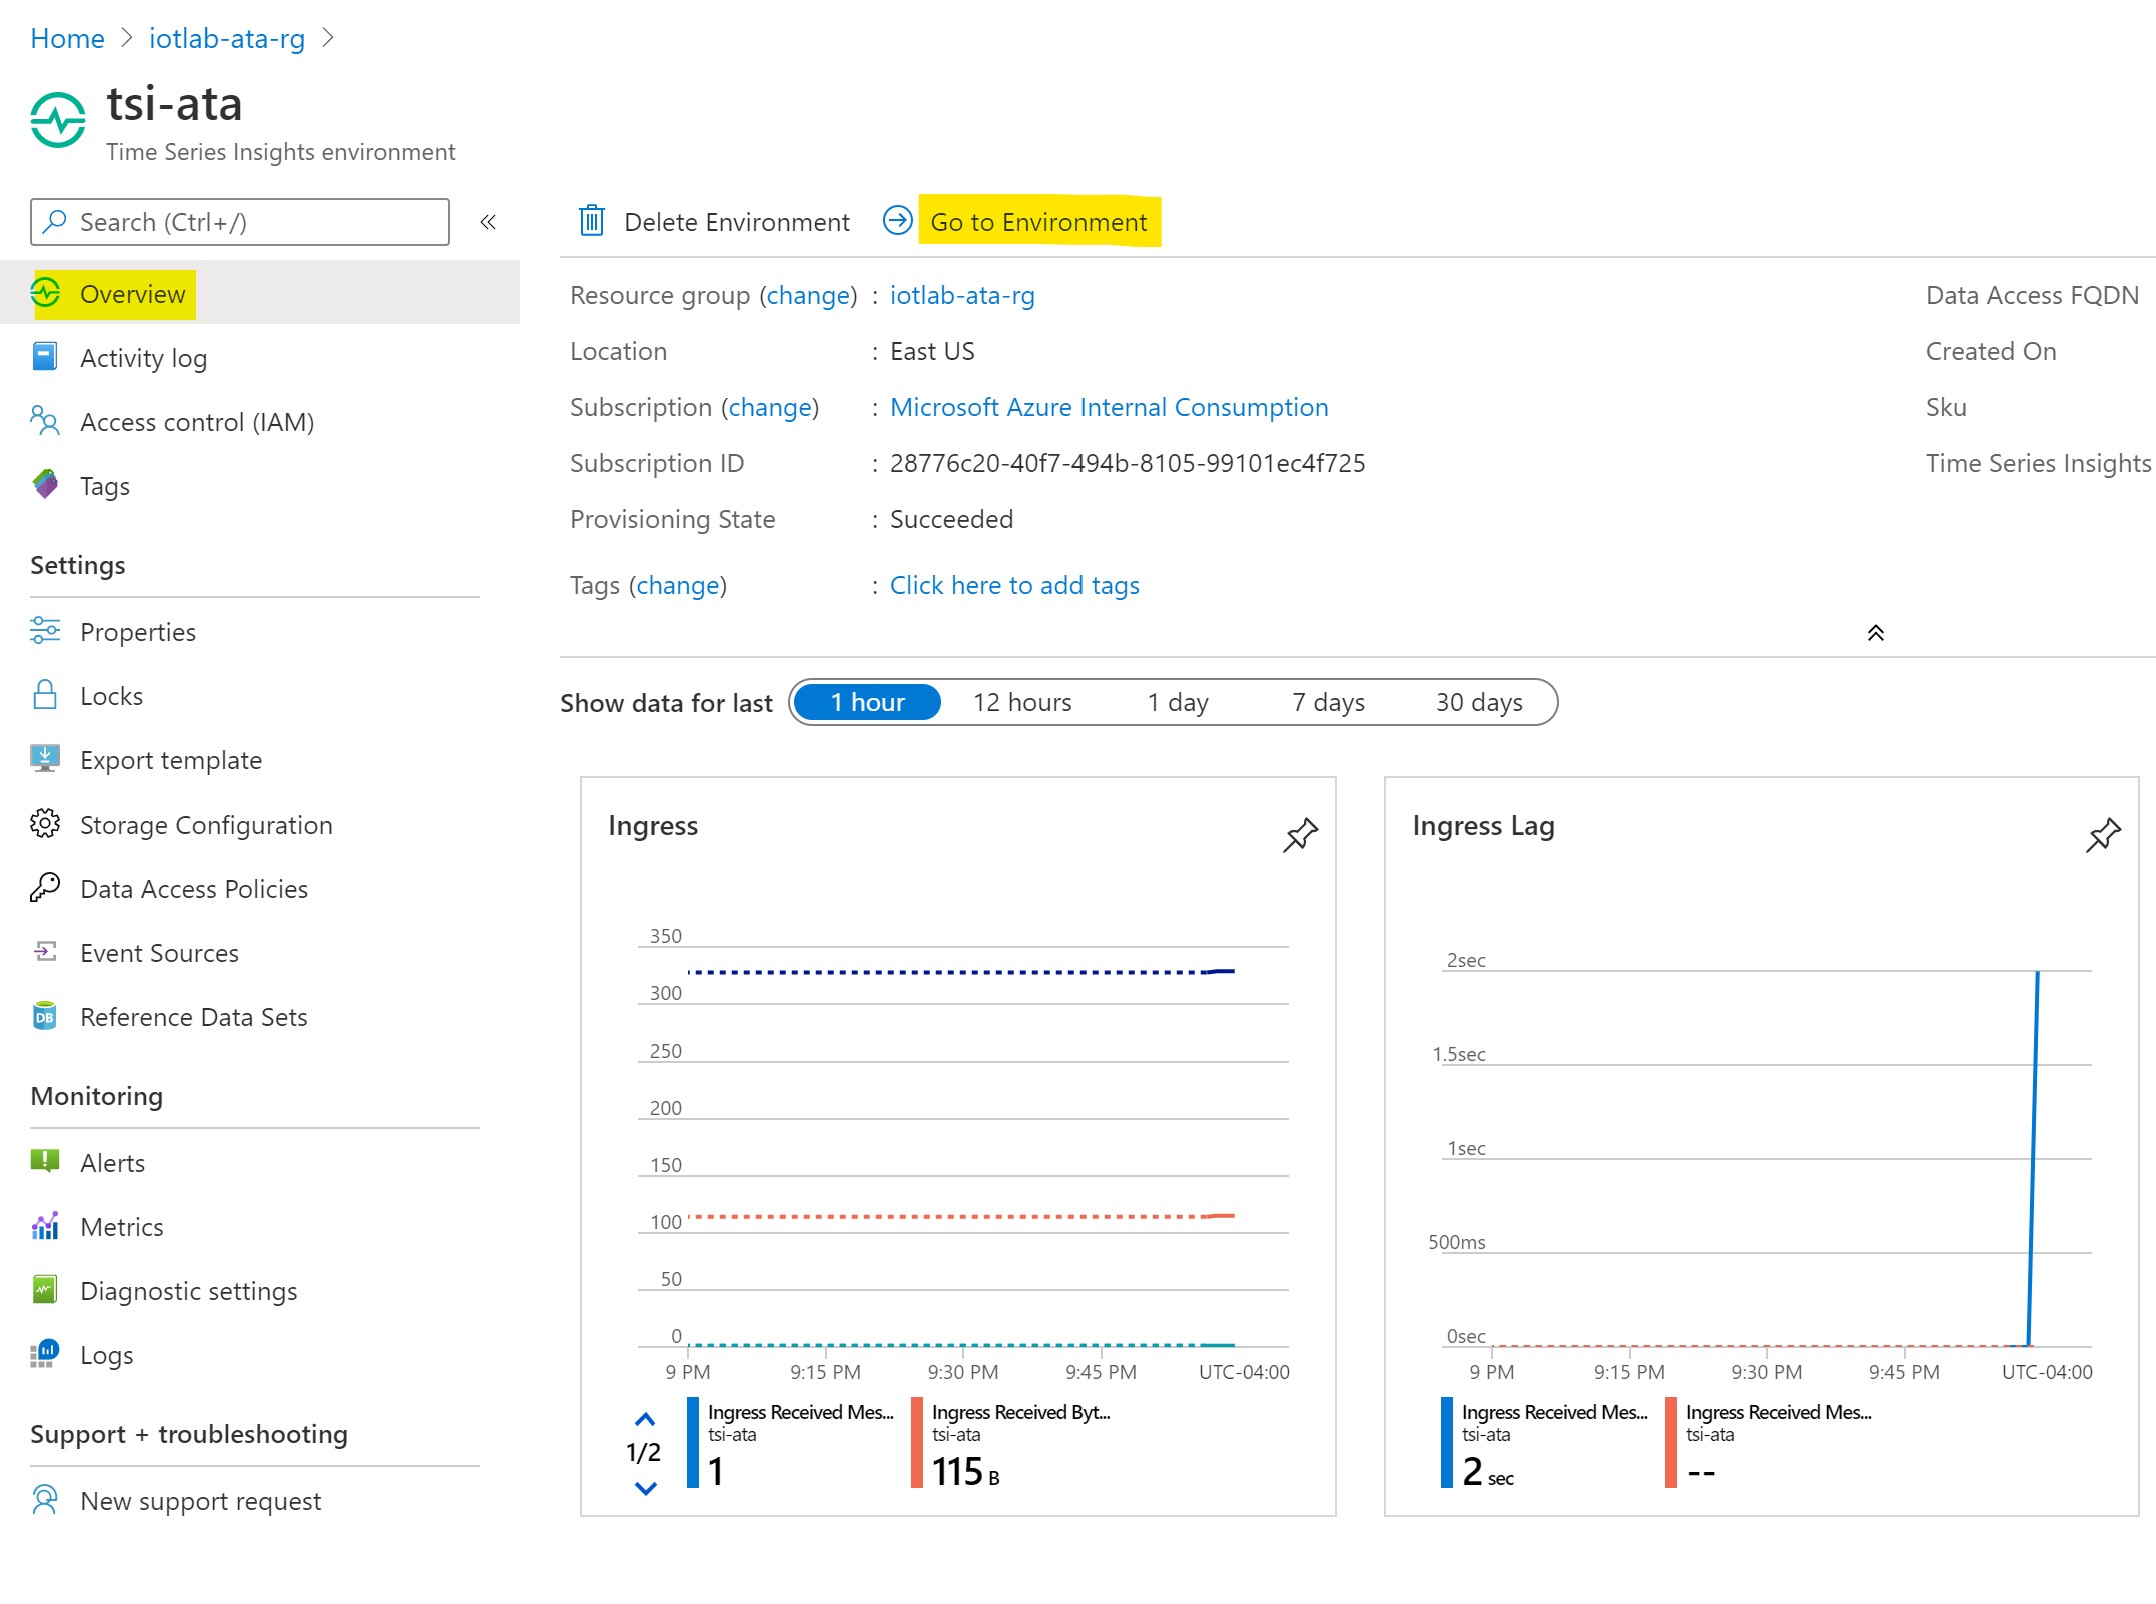 Home > iotlab-ata-rg >
tsi-ata
Time Series Insights environment
Search (Ctrl+/)
«
Delete Environment
Go to Environment
Overview
Activity log
Access control (IAM)
Tags
Settings
Properties
Locks
Export template
Storage Configuration
Data Access Policies
Event Sources
Reference Data Sets
Monitoring
Alerts
Metrics
Diagnostic settings
Logs
Support + troubleshooting
New support request
Resource group (change) : iotlab-ata-rg
Location : East US
Subscription (change) : Microsoft Azure Internal Consumption
Subscription ID : 28776c20-40f7-494b-8105-99101ec4f725
Provisioning State : Succeeded
Tags (change) : Click here to add tags
Data Access FQDN
Created On
Sku
Time Series Insights
Show data for last 1 hour 12 hours 1 day 7 days 30 days
Ingress
350
300
250
200
150
100
50
0
9 PM 9:15 PM 9:30 PM 9:45 PM UTC-04:00
1/2
Ingress Received Mes...
tsi-ata
1
Ingress Received Byt...
tsi-ata
115 B
Ingress Lag
2sec
1.5sec
1sec
500ms
0sec
9 PM 9:15 PM 9:30 PM 9:45 PM UTC-04:00
Ingress Received Mes...
tsi-ata
2 sec
Ingress Received Mes...
tsi-ata
--
DB